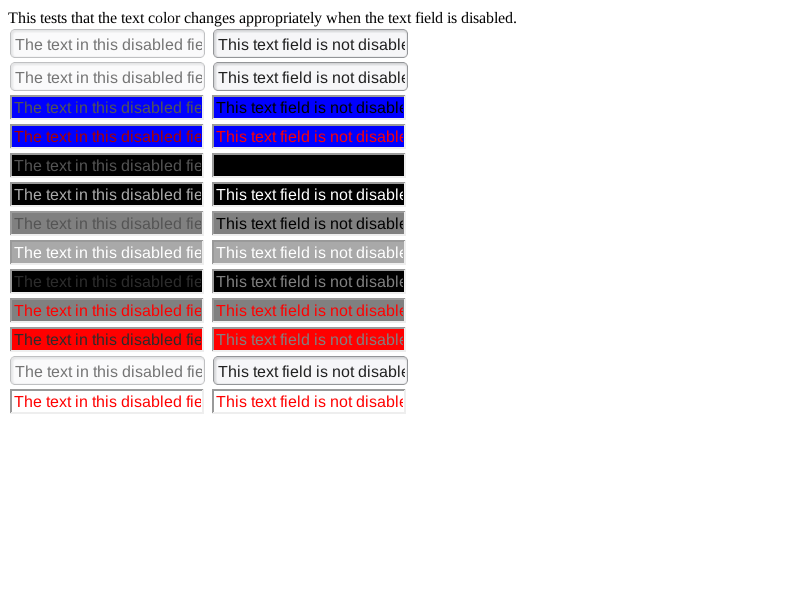 This tests that the text color changes appropriately when the text field is disabled.
The text in this disabled fie This text field is not disable
The text in this disabled fie This text field is not disable
The text in this disabled fie This text field is not disable
The text in this disabled fie This text field is not disable
The text in this disabled fie
The text in this disabled fie This text field is not disable
The text in this disabled fie This text field is not disable
The text in this disabled fie This text field is not disable
The text in this disabled fie This text field is not disable
The text in this disabled fie This text field is not disable
The text in this disabled fie This text field is not disable
The text in this disabled fie This text field is not disable
The text in this disabled fie This text field is not disable